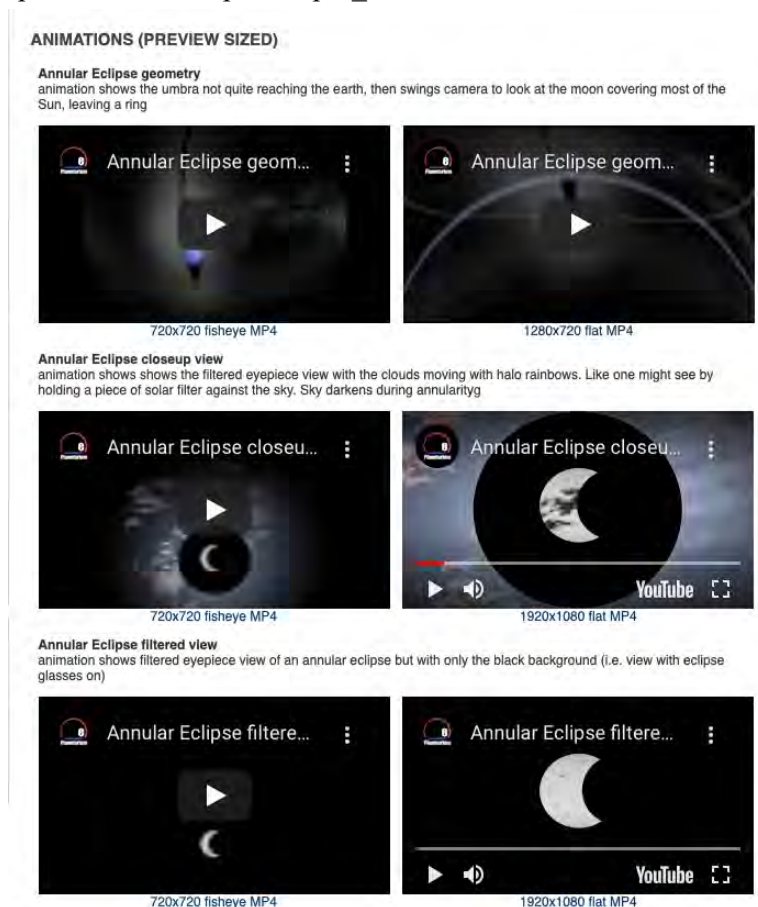 ANIMATIONS (PREVIEW SIZED)
Annular Eclipse geometry
animation shows the umbra not quite reaching the earth, then swings camera to look at the moon covering most of the
Sun, leaving a ring
Annular Eclipse geom...
Annular Eclipse geom...
720x720 fisheye MP4
1280x720 flat MP4
Annular Eclipse closeup view
animation shows shows the filtered eyepiece view with the clouds moving with halo rainbows. Like one might see by
holding a piece of solar filter against the sky. Sky darkens during annularityg
Annular Eclipse closeu...
Annular Eclipse closeu...
YouTube
720x720 fisheye MP4
1920x1080 flat MP4
Annular Eclipse filtered view
animation shows filtered eyepiece view of an annular eclipse but with only the black background (i.e. view with eclipse
glasses on)
Annular Eclipse filtere...
Annular Eclipse filtere...
YouTube
720x720 fisheye MP4
1920x1080 flat MP4